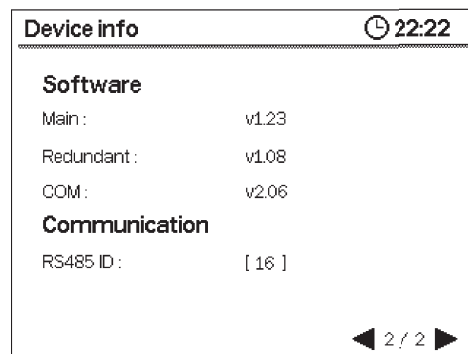 Device info 22:22
Software
Main : v1.23
Redundant : v1.08
COM : v2.06
Communication
RS485 ID : [ 16 ]
2 / 2